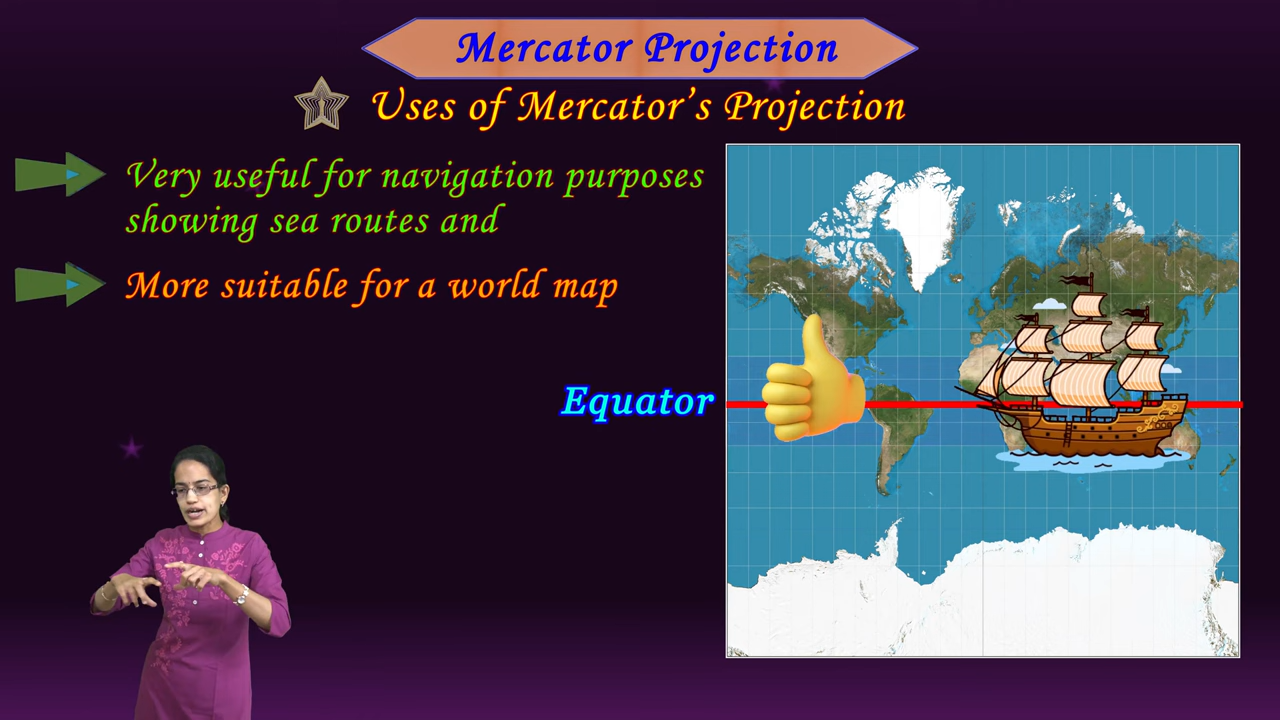 Mercator Projection
Uses of Mercator's Projection
Very useful for navigation purposes
showing sea routes and
More suitable for a world map
Equator